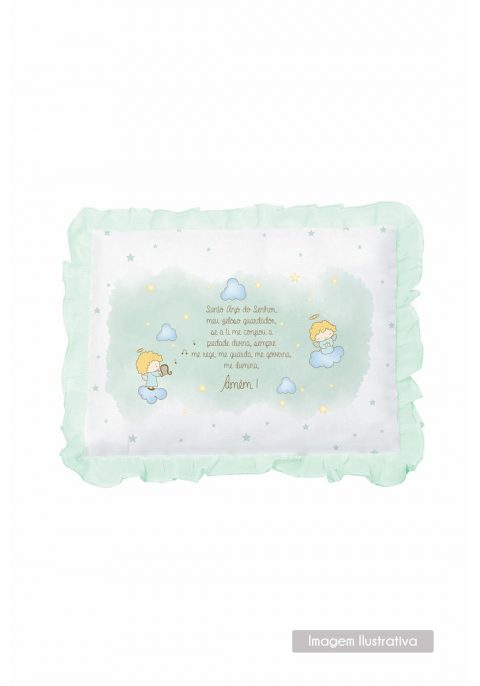 Santo Anjo do Senhor,
meu zeloso guardador,
se a ti me confiou a
piedade divina, sempre
me rege, me guarda, me governa,
me ilumina,
Amém !
Imagem Ilustrativa